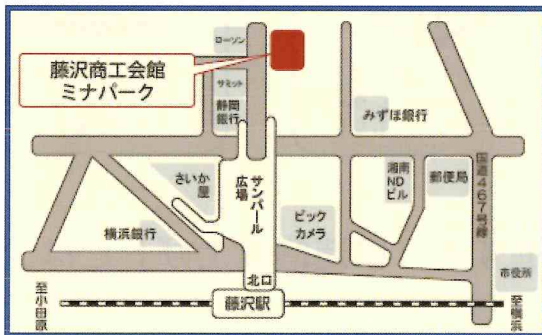 ローソン
藤沢商工会館
ミナパーク
サミット
静岡
銀行
みずほ銀行
さいか
屋
サンパール
広場
湘南
ND
ビル
郵便局
国道467号線
横浜銀行
ビック
カメラ
市役所
北口
至小田原
藤沢駅
至横浜